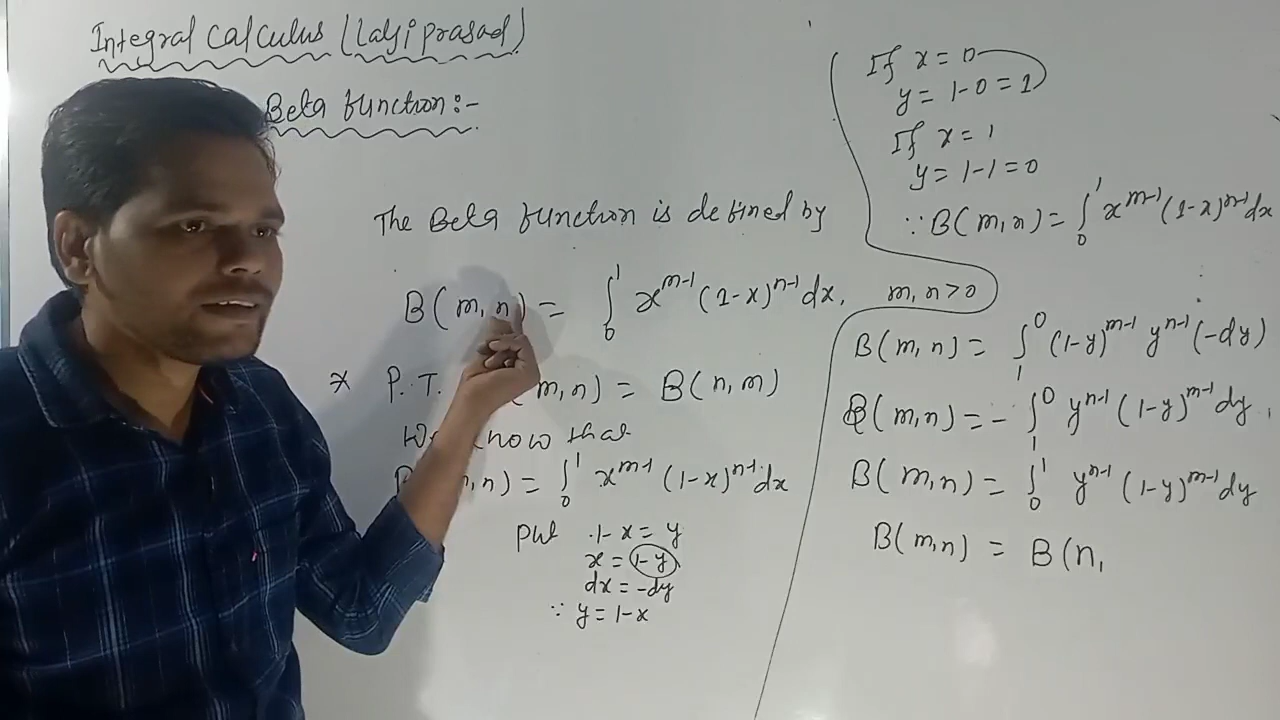 Integral Calculus (Lalji prasad)
Beta function:-
The Beta function is defined by
B(m,n) = ∫₀¹ x^{m-1} (1-x)^{n-1} dx, m,n>0
* P.T. (m,n) = B(n,m)
We know that
m,n) = ∫₀¹ x^{m-1} (1-x)^{n-1} dx
Put 1-x = y
x = 1-y
dx = -dy
∵ y = 1-x
If x = 0
y = 1-0 = 1
If x = 1
y = 1-1 = 0
∵ B(m,n) = ∫₀¹ x^{m-1} (1-x)^{n-1} dx
B(m,n) = ∫₁⁰ (1-y)^{m-1} y^{n-1} (-dy)
B(m,n) = - ∫₁⁰ y^{n-1} (1-y)^{m-1} dy,
B(m,n) = ∫₀¹ y^{n-1} (1-y)^{m-1} dy
B(m,n) = B(n,